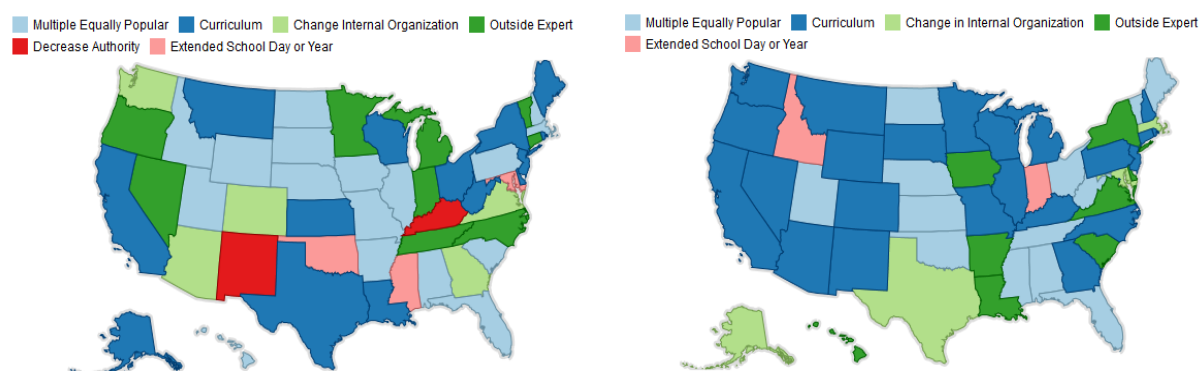 Multiple Equally Popular Curriculum Change Internal Organization Outside Expert
Decrease Authority Extended School Day or Year
Multiple Equally Popular Curriculum Change in Internal Organization Outside Expert
Extended School Day or Year